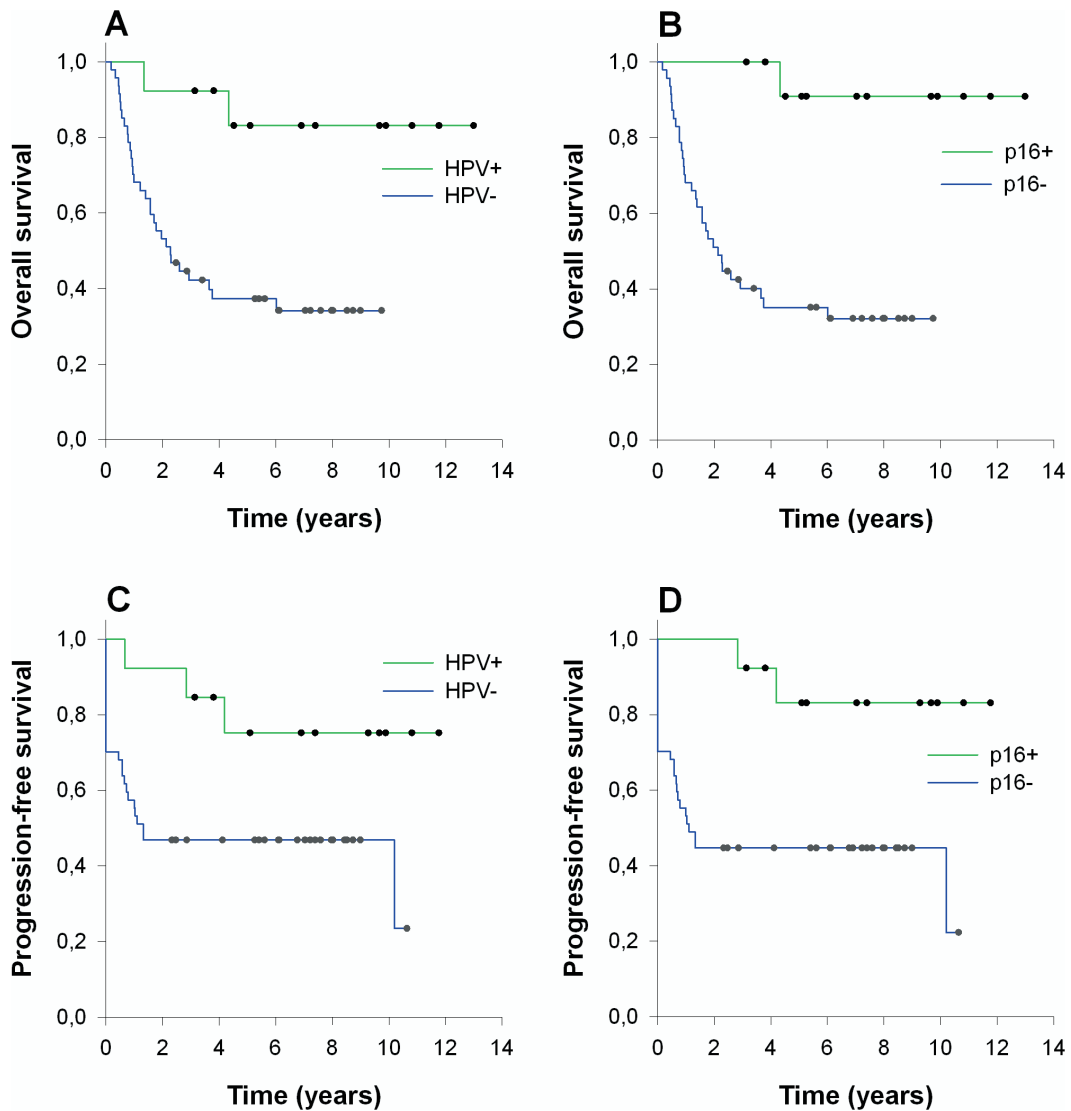 A
Overall survival
1,0
0,8
0,6
0,4
0,2
0,0
HPV+
HPV-
0 2 4 6 8 10 12 14
Time (years)
B
Overall survival
1,0
0,8
0,6
0,4
0,2
0,0
p16+
p16-
0 2 4 6 8 10 12 14
Time (years)
C
Progression-free survival
1,0
0,8
0,6
0,4
0,2
0,0
HPV+
HPV-
0 2 4 6 8 10 12 14
Time (years)
D
Progression-free survival
1,0
0,8
0,6
0,4
0,2
0,0
p16+
p16-
0 2 4 6 8 10 12 14
Time (years)